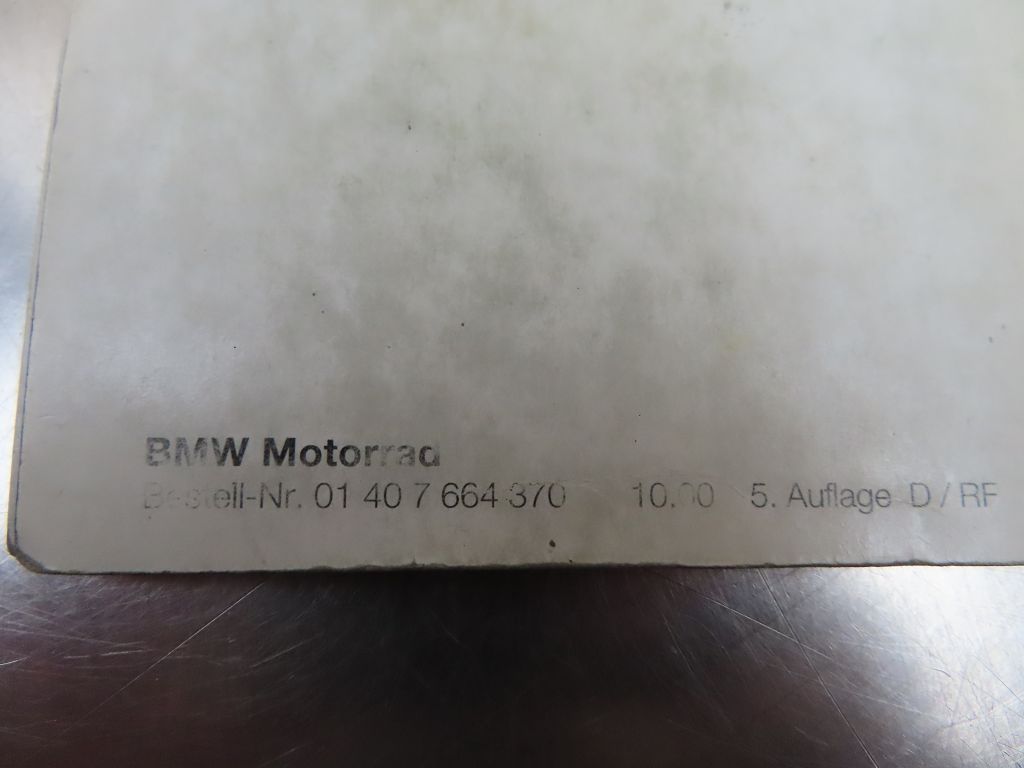 BMW Motorrad
Bestell-Nr. 01 40 7 664 370 10.00 5. Auflage D / RF